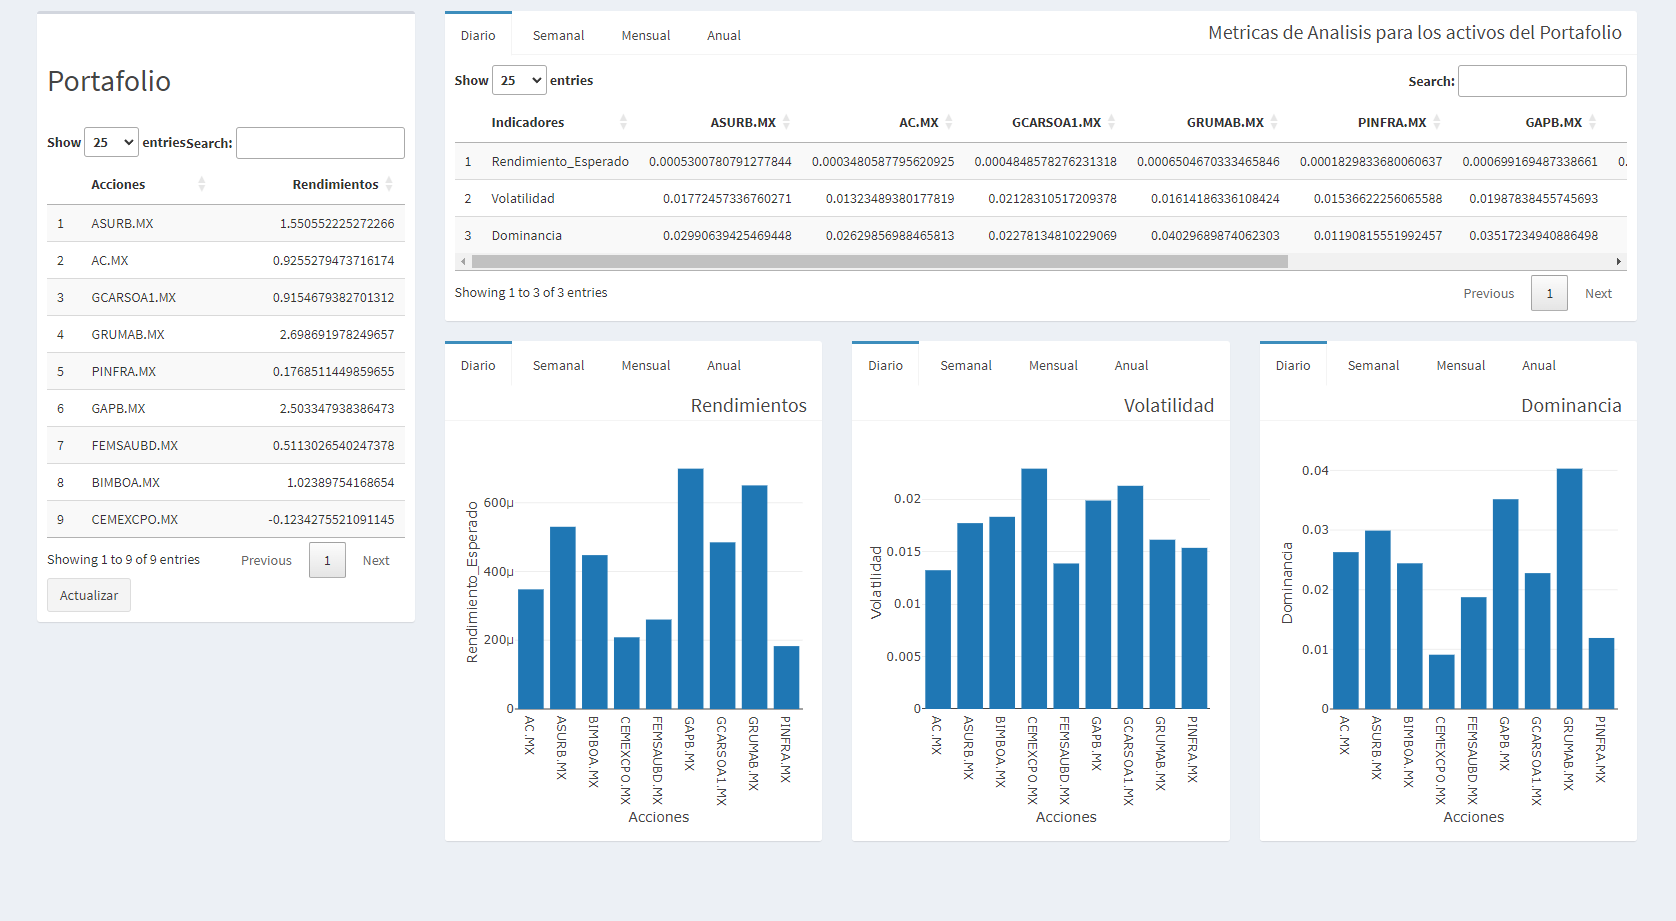 Portafolio
Show 25 entries Search:
Acciones Rendimientos
1 ASURB.MX 1.550552225272266
2 AC.MX 0.9255279473716174
3 GCARSOA1.MX 0.9154679382701312
4 GRUMAB.MX 2.698691978249657
5 PINFRA.MX 0.1768511449859655
6 GAPB.MX 2.503347938386473
7 FEMSAUBD.MX 0.5113026540247378
8 BIMBOA.MX 1.02389754168654
9 CEMEXCPO.MX -0.1234275521091145
Showing 1 to 9 of 9 entries Previous 1 Next
Actualizar
Diario Semanal Mensual Anual Metricas de Analisis para los activos del Portafolio
Show 25 entries Search:
Indicadores ASURB.MX AC.MX GCARSOA1.MX GRUMAB.MX PINFRA.MX GAPB.MX
1 Rendimiento_Esperado 0.0005300780791277844 0.0003480587795620925 0.0004848578276231318 0.0006504670333465846 0.0001829833680060637 0.000699169487338661 0.
2 Volatilidad 0.01772457336760271 0.01323489380177819 0.02128310517209378 0.01614186336108424 0.01536622256065588 0.01987838455745693
3 Dominancia 0.02990639425469448 0.02629856988465813 0.02278134810229069 0.04029689874062303 0.01190815551992457 0.03517234940886498
Showing 1 to 3 of 3 entries Previous 1 Next
Diario Semanal Mensual Anual
Rendimientos
Rendimiento_Esperado
600µ
400µ
200µ
0
AC.MX ASURB.MX BIMBOA.MX CEMEXCPO.MX FEMSAUBD.MX GAPB.MX GCARSOA1.MX GRUMAB.MX PINFRA.MX
Acciones
Diario Semanal Mensual Anual
Volatilidad
Volatilidad
0.02
0.015
0.01
0.005
0
AC.MX ASURB.MX BIMBOA.MX CEMEXCPO.MX FEMSAUBD.MX GAPB.MX GCARSOA1.MX GRUMAB.MX PINFRA.MX
Acciones
Diario Semanal Mensual Anual
Dominancia
Dominancia
0.04
0.03
0.02
0.01
0
AC.MX ASURB.MX BIMBOA.MX CEMEXCPO.MX FEMSAUBD.MX GAPB.MX GCARSOA1.MX GRUMAB.MX PINFRA.MX
Acciones